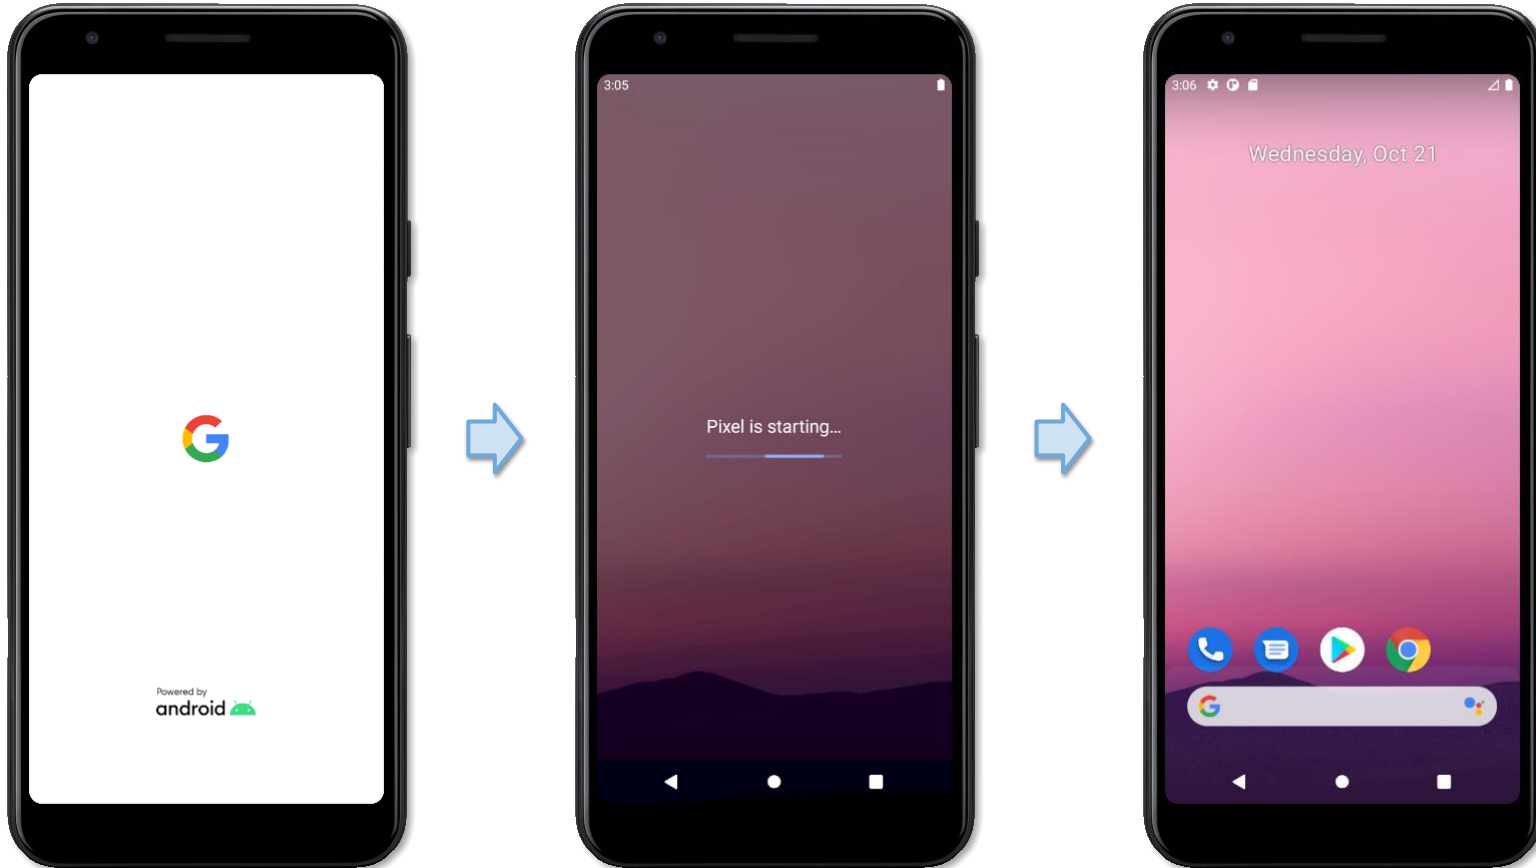 Powered by
android
3:05
Pixel is starting...
3:06
Wednesday, Oct 21